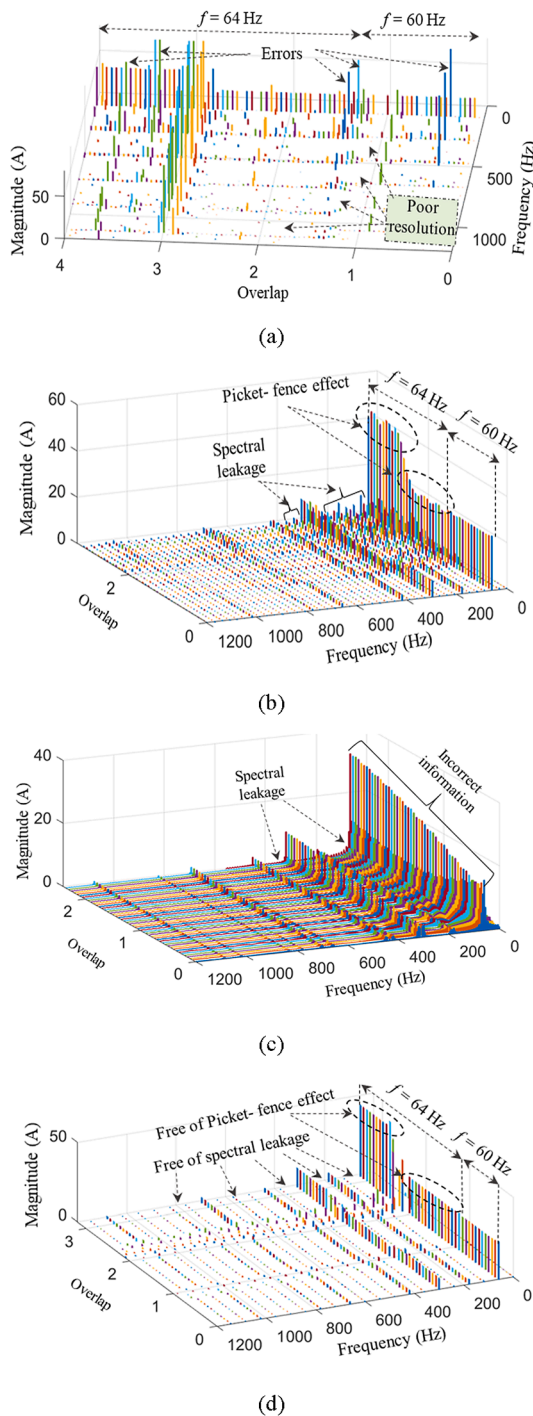 f = 64 Hz
f = 60 Hz
Errors
Magnitude (A)
50
0
Poor
resolution
0
500
1000
Frequency (Hz)
4
3
2
1
0
Overlap
(a)
60
40
20
0
Magnitude (A)
Picket- fence effect
f = 64 Hz
f = 60 Hz
Spectral
leakage
2
0
Overlap
1200
1000
800
600
400
200
0
Frequency (Hz)
(b)
40
20
0
Magnitude (A)
Spectral
leakage
Incorrect
information
2
1
0
Overlap
1200
1000
800
600
400
200
0
Frequency (Hz)
(c)
50
0
Magnitude (A)
Free of Picket- fence effect
Free of spectral leakage
f = 64 Hz
f = 60 Hz
3
2
1
0
Overlap
1200
1000
800
600
400
200
0
Frequency (Hz)
(d)